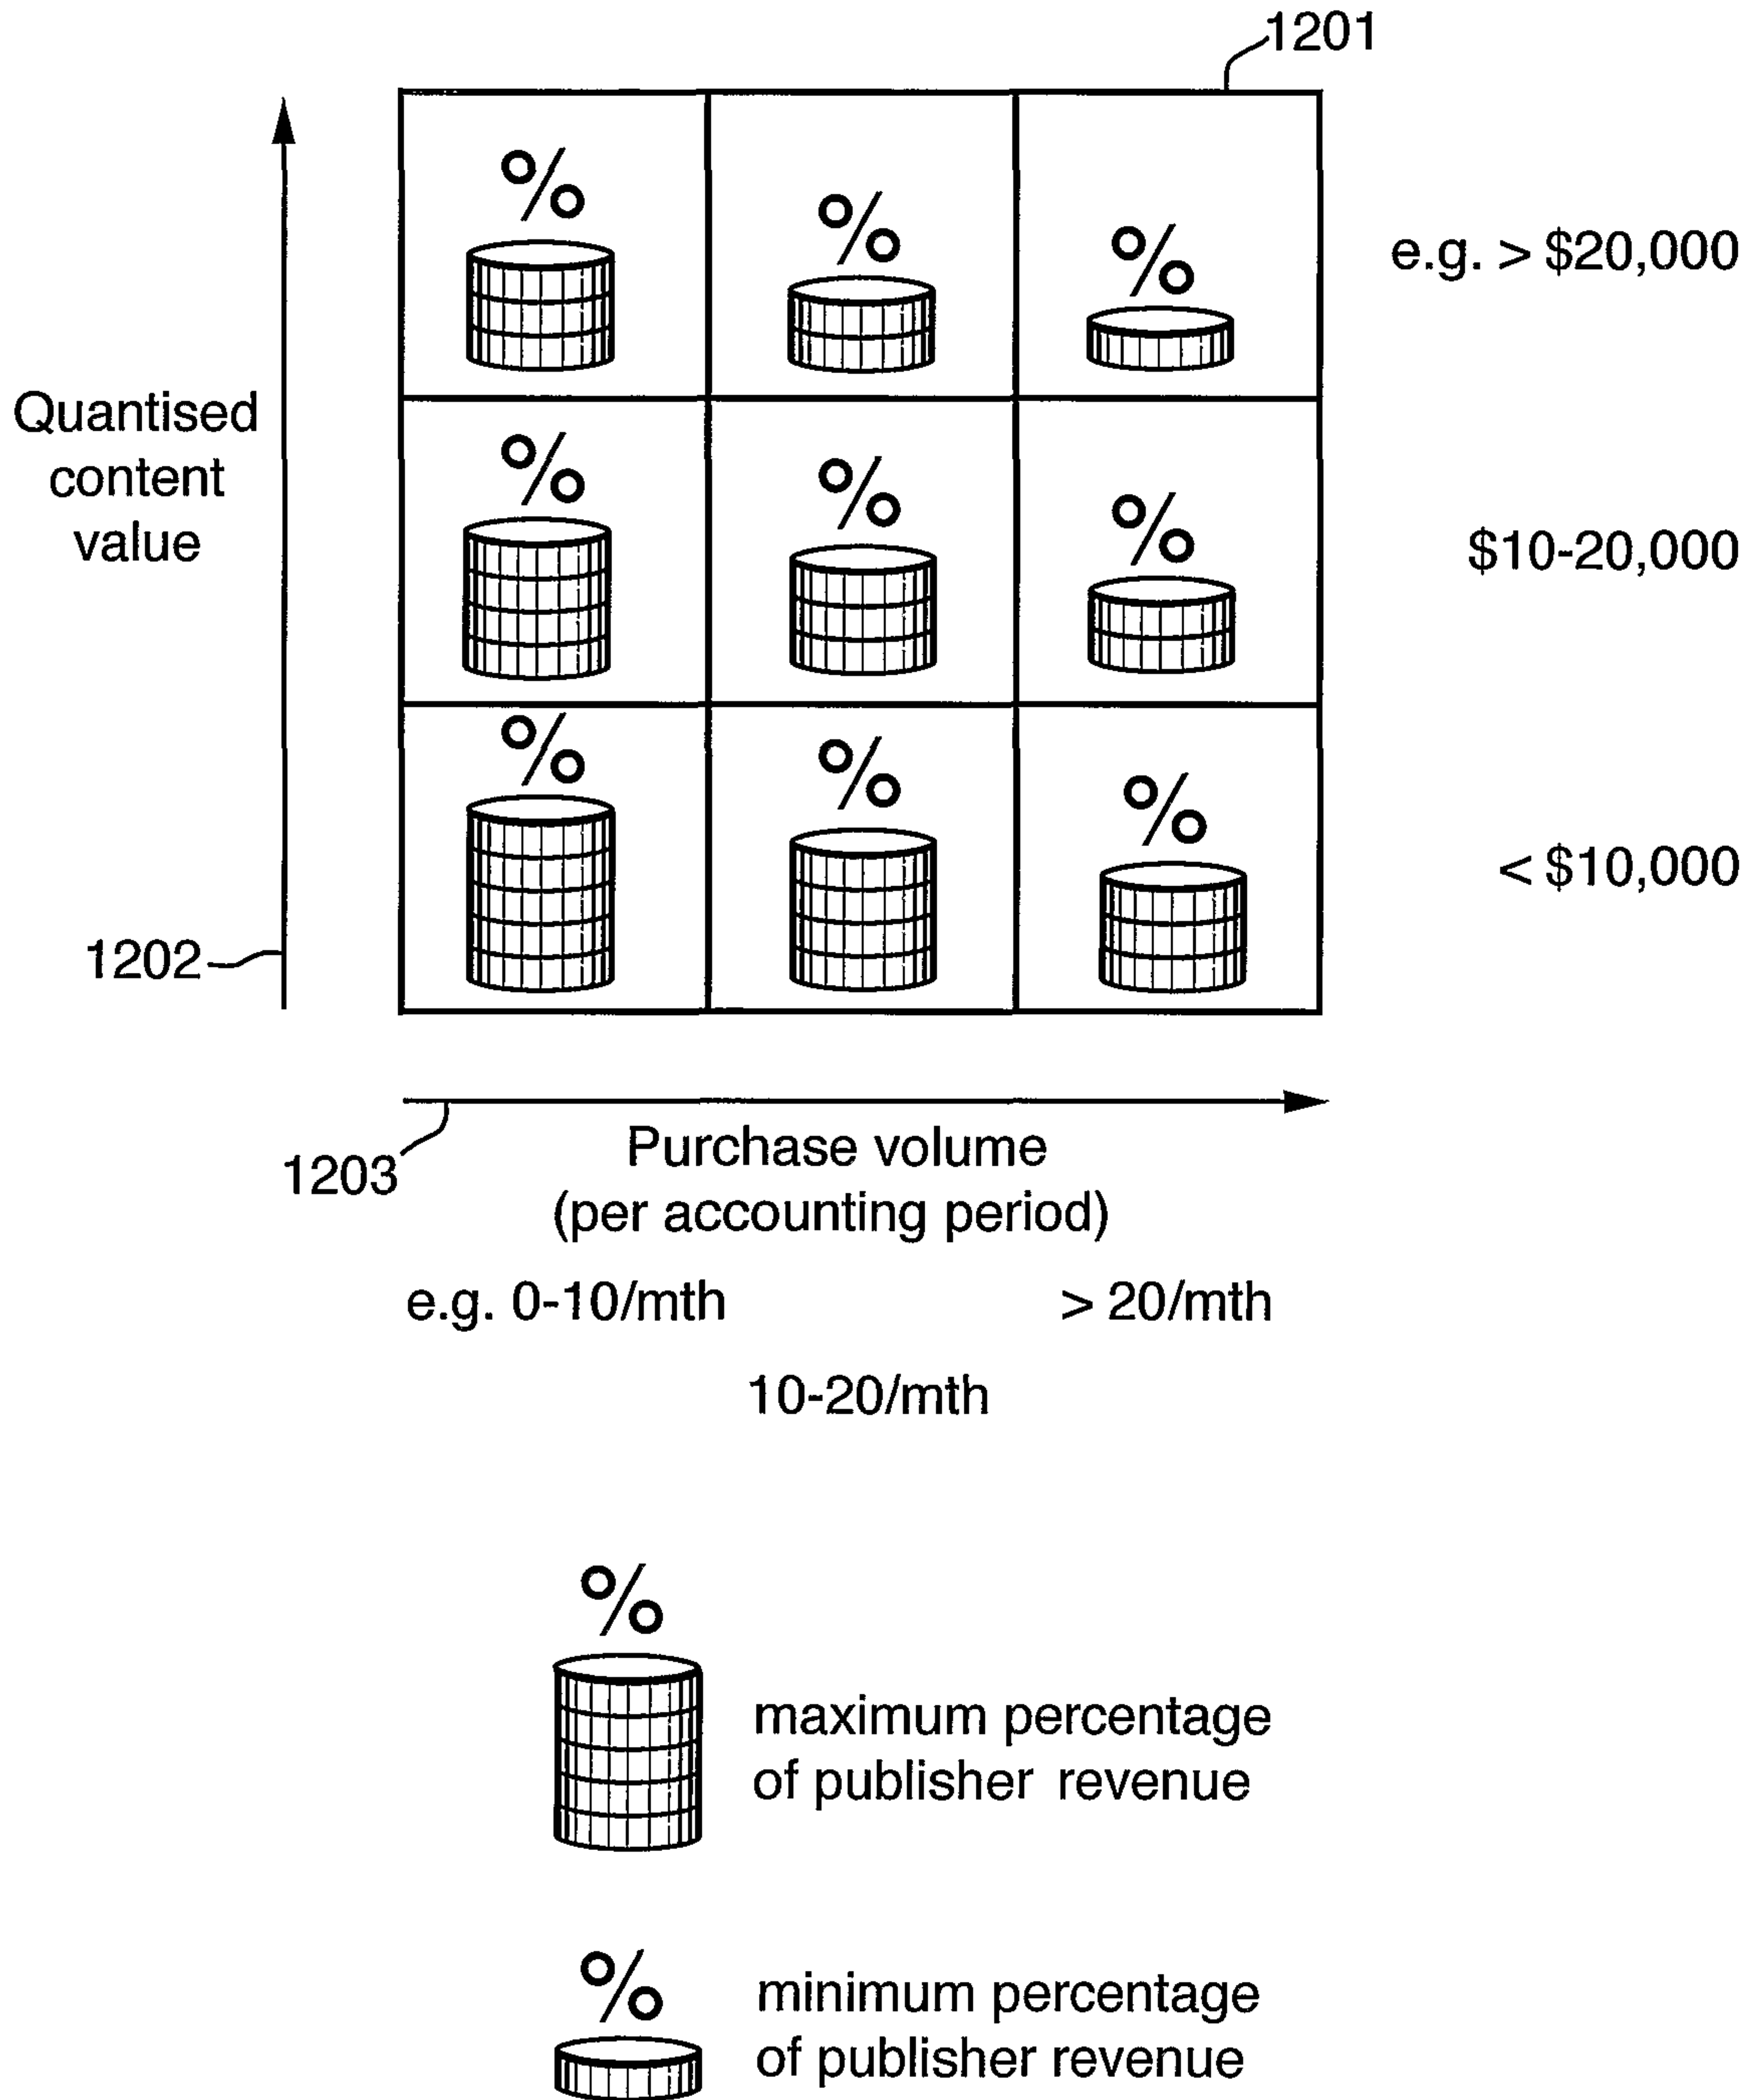 1201
%
%
%
e.g. > $20,000
Quantised
content
value
%
%
%
$10-20,000
%
%
%
< $10,000
1202
1203
Purchase volume
(per accounting period)
e.g. 0-10/mth
> 20/mth
10-20/mth
%
maximum percentage
of publisher revenue
%
minimum percentage
of publisher revenue